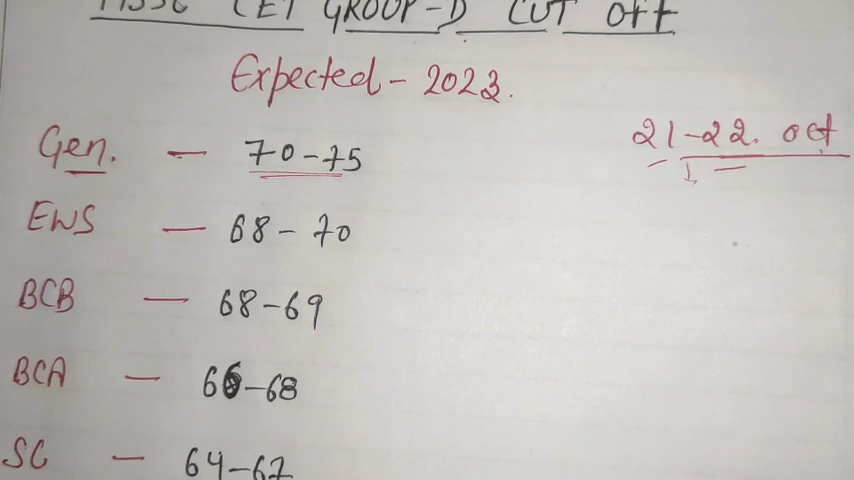 HSSC CET GROUP-D CUT Off
Expected - 2023.
21-22. oct
Gen. - 70-75
EWS - 68-70
BCB - 68-69
BCA - 66-68
SC - 64-67